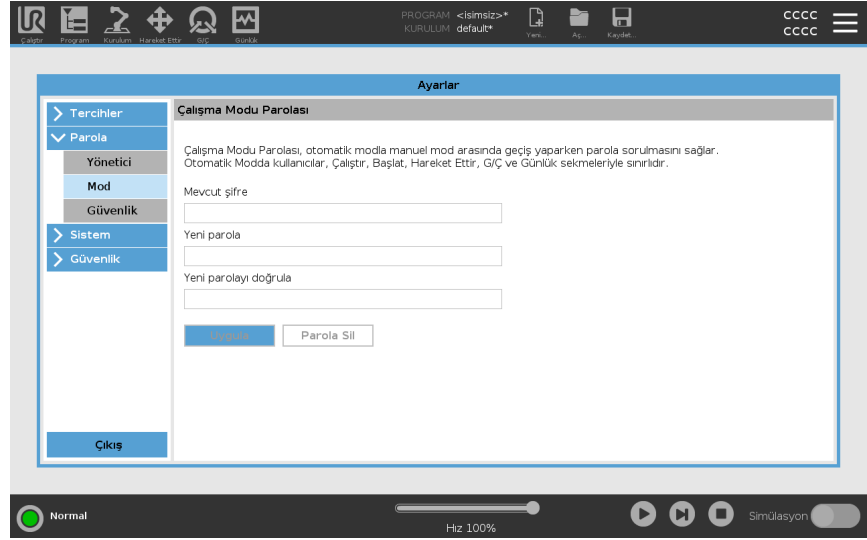 UR
PROGRAM <isimsiz>*
KURULUM default*
cccc
cccc
Çalıştır Program Kurulum Hareket Ettir G/Ç Günlük Yeni... Aç... Kaydet...
Ayarlar
Tercihler
Parola
Yönetici
Mod
Güvenlik
Sistem
Güvenlik
Çıkış
Çalışma Modu Parolası
Çalışma Modu Parolası, otomatik modla manuel mod arasında geçiş yaparken parola sorulmasını sağlar.
Otomatik Modda kullanıcılar, Çalıştır, Başlat, Hareket Ettir, G/Ç ve Günlük sekmeleriyle sınırlıdır.
Mevcut şifre
Yeni parola
Yeni parolayı doğrula
Uygula Parola Sil
Normal
Hız 100%
Simülasyon